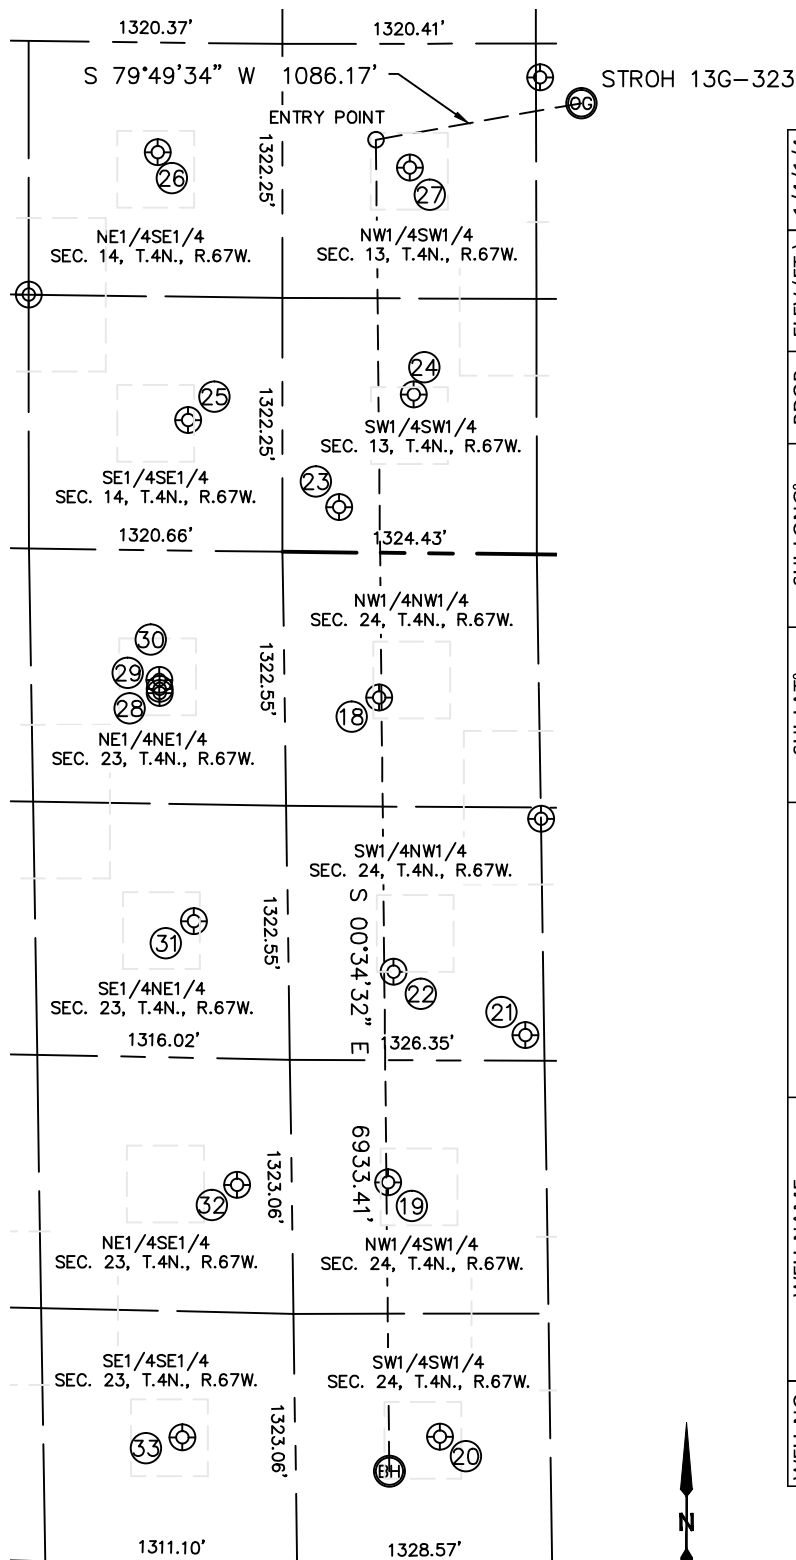 1320.37’
1320.41’
S 79°49’34” W 1086.17’
STROH 13G–323
OG
ENTRY POINT
1322.25’
26
27
NE1/4SE1/4
SEC. 14, T.4N., R.67W.
NW1/4SW1/4
SEC. 13, T.4N., R.67W.
24
25
1322.25’
SW1/4SW1/4
SEC. 13, T.4N., R.67W.
SE1/4SE1/4
SEC. 14, T.4N., R.67W.
23
1320.66’
1324.43’
NW1/4NW1/4
SEC. 24, T.4N., R.67W.
30
29
28
1322.55’
18
NE1/4NE1/4
SEC. 23, T.4N., R.67W.
SW1/4NW1/4
SEC. 24, T.4N., R.67W.
S 00°34’32” E 6933.41’
1322.55’
31
22
21
SE1/4NE1/4
SEC. 23, T.4N., R.67W.
1316.02’
1326.35’
1323.06’
32
19
NE1/4SE1/4
SEC. 23, T.4N., R.67W.
NW1/4SW1/4
SEC. 24, T.4N., R.67W.
SE1/4SE1/4
SEC. 23, T.4N., R.67W.
SW1/4SW1/4
SEC. 24, T.4N., R.67W.
1323.06’
33
20
BH
1311.10’
1328.57’
N